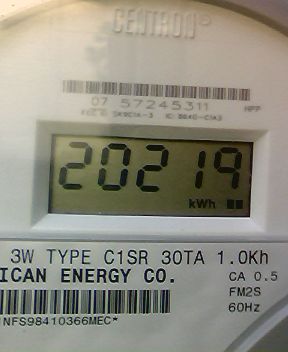 CENTRON®
07 57245311
20219
kWh
3W TYPE C1SR 30TA 1.0Kh
ICAN ENERGY CO.
CA 0.5
FM2S
60Hz
NFS98410366MEC*